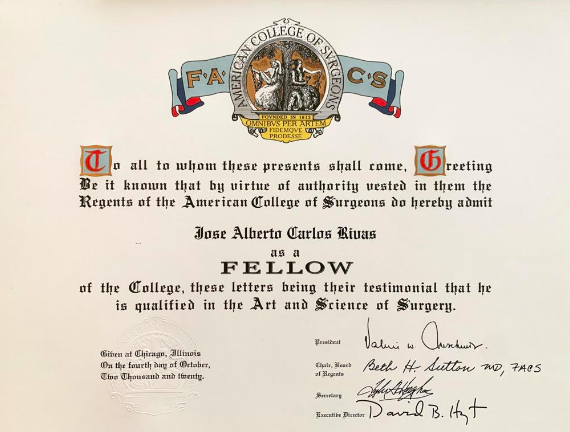 F·A· C·S·
AMERICAN COLLEGE OF SVRGEONS
FOVNDED IN 1913
OMNIBVS PER ARTEM
FIDEMQVE
PRODESSE
To all to whom these presents shall come, Greeting
Be it known that by virtue of authority vested in them the
Regents of the American College of Surgeons do hereby admit
Jose Alberto Carlos Rivas
as a
FELLOW
of the College, these letters being their testimonial that he
is qualified in the Art and Science of Surgery.
Given at Chicago, Illinois
On the fourth day of October,
Two Thousand and twenty.
President Valerie W.
Chair, Board
of Regents Beth H. Sutton MD, FACS
Secretary
Executive Director David B. Hoyt